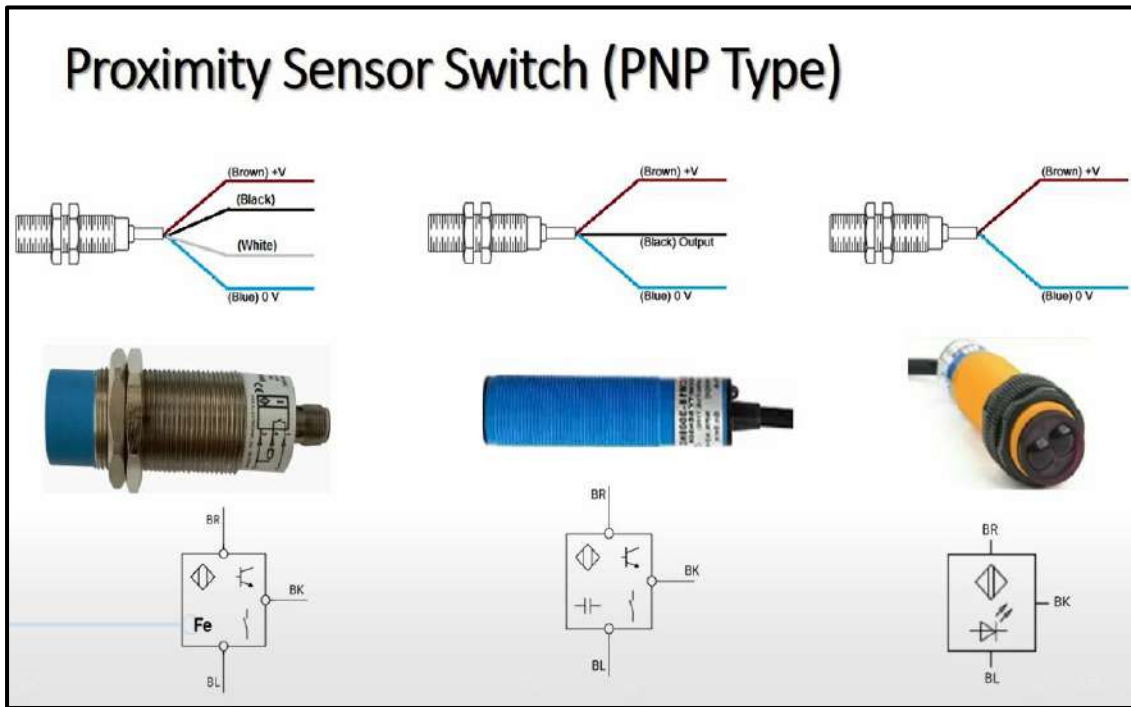 Proximity Sensor Switch (PNP Type)
(Brown) +V
(Black)
(White)
(Blue) 0 V
(Brown) +V
(Black) Output
(Blue) 0 V
(Brown) +V
(Blue) 0 V
BR
BK
Fe
BL
BR
BK
BL
BR
BK
BL